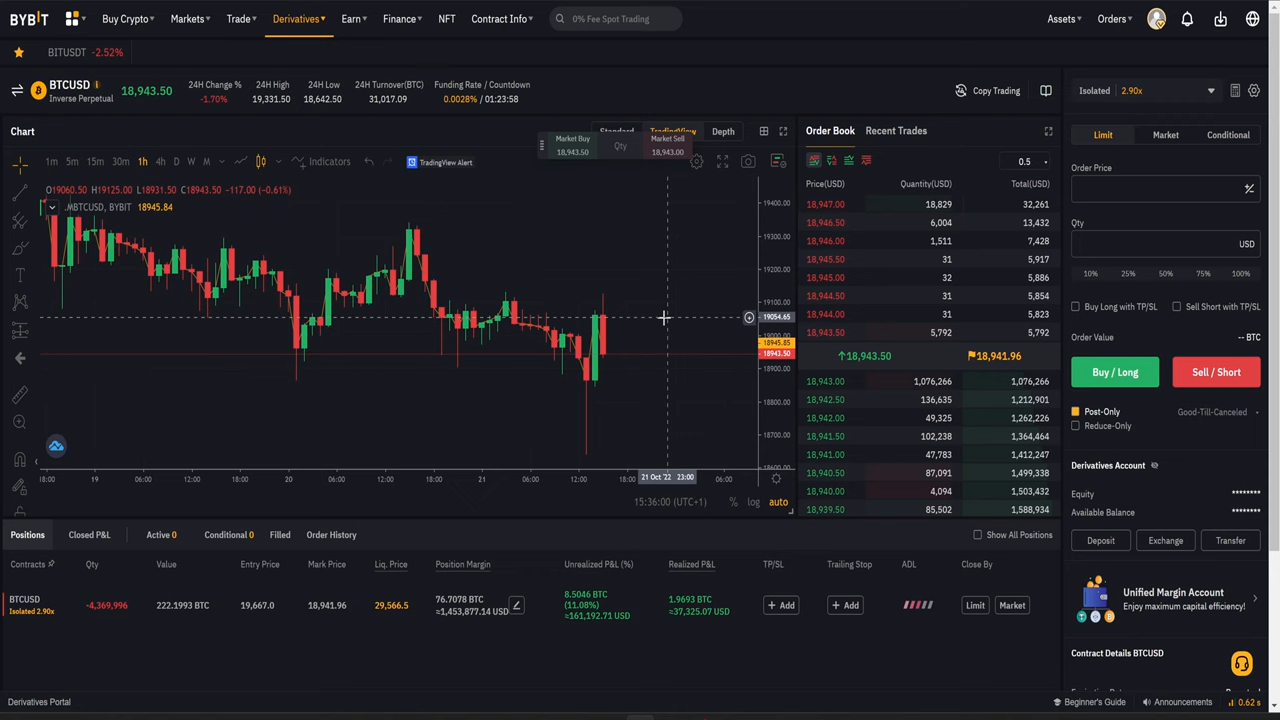 BYBIT Buy Crypto Markets Trade Derivatives Earn Finance NFT Contract Info 0% Fee Spot Trading Assets Orders
BITUSDT -2.52%
BTCUSD
Inverse Perpetual
18,943.50
24H Change % 24H High 24H Low 24H Turnover(BTC) Funding Rate / Countdown
-1.70% 19,331.50 18,642.50 31,017.09 0.0028% / 01:23:58
Copy Trading
Isolated 2.90x
Chart
Standard TradingView Depth
Market Buy Qty Market Sell
18,943.50 18,943.00
1m 5m 15m 30m 1h 4h D W M Indicators TradingView Alert
O19060.50 H19125.00 L18931.50 C18943.50 -117.00 (-0.61%)
.MBTCUSD, BYBIT 18945.84
19400.00
19300.00
19200.00
19100.00
19054.65
19000.00
18945.85
18943.50
18900.00
18800.00
18700.00
18600.00
18:00 19 06:00 12:00 18:00 20 06:00 12:00 18:00 21 06:00 12:00 18:00 21 Oct '22 23:00 06:00
15:36:00 (UTC+1) % log auto
Order Book Recent Trades
0.5
Price(USD) Quantity(USD) Total(USD)
18,947.00 18,829 32,261
18,946.50 6,004 13,432
18,946.00 1,511 7,428
18,945.50 31 5,917
18,945.00 32 5,886
18,944.50 31 5,854
18,944.00 31 5,823
18,943.50 5,792 5,792
18,943.50 18,941.96
18,943.00 1,076,266 1,076,266
18,942.50 136,635 1,212,901
18,942.00 49,325 1,262,226
18,941.50 102,238 1,364,464
18,941.00 47,783 1,412,247
18,940.50 87,091 1,499,338
18,940.00 4,094 1,503,432
18,939.50 85,502 1,588,934
Limit Market Conditional
Order Price
Qty
USD
10% 25% 50% 75% 100%
Buy Long with TP/SL Sell Short with TP/SL
Order Value -- BTC
Buy / Long Sell / Short
Post-Only Good-Till-Canceled
Reduce-Only
Derivatives Account
Equity ********
Available Balance ********
Deposit Exchange Transfer
Unified Margin Account
Enjoy maximum capital efficiency!
Contract Details BTCUSD
Positions Closed P&L Active 0 Conditional 0 Filled Order History Show All Positions
Contracts Qty Value Entry Price Mark Price Liq. Price Position Margin Unrealized P&L (%) Realized P&L TP/SL Trailing Stop ADL Close By
BTCUSD
Isolated 2.90x
-4,369,996 222.1993 BTC 19,667.0 18,941.96 29,566.5
76.7078 BTC
≈1,453,877.14 USD
8.5046 BTC
(11.08%)
≈161,192.71 USD
1.9693 BTC
≈37,325.07 USD
+ Add + Add Limit Market
Derivatives Portal Beginner's Guide Announcements 0.62 s